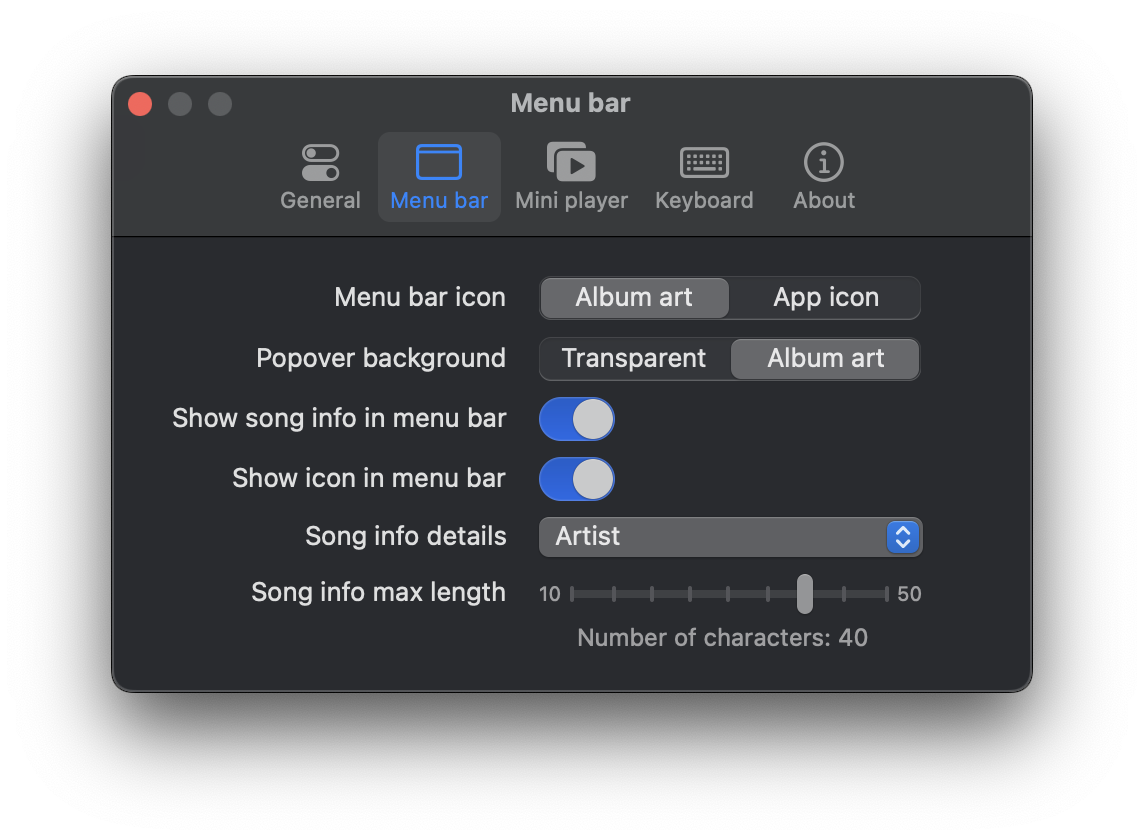 Menu bar
General Menu bar Mini player Keyboard About
Menu bar icon Album art App icon
Popover background Transparent Album art
Show song info in menu bar
Show icon in menu bar
Song info details Artist
Song info max length 10 50
Number of characters: 40